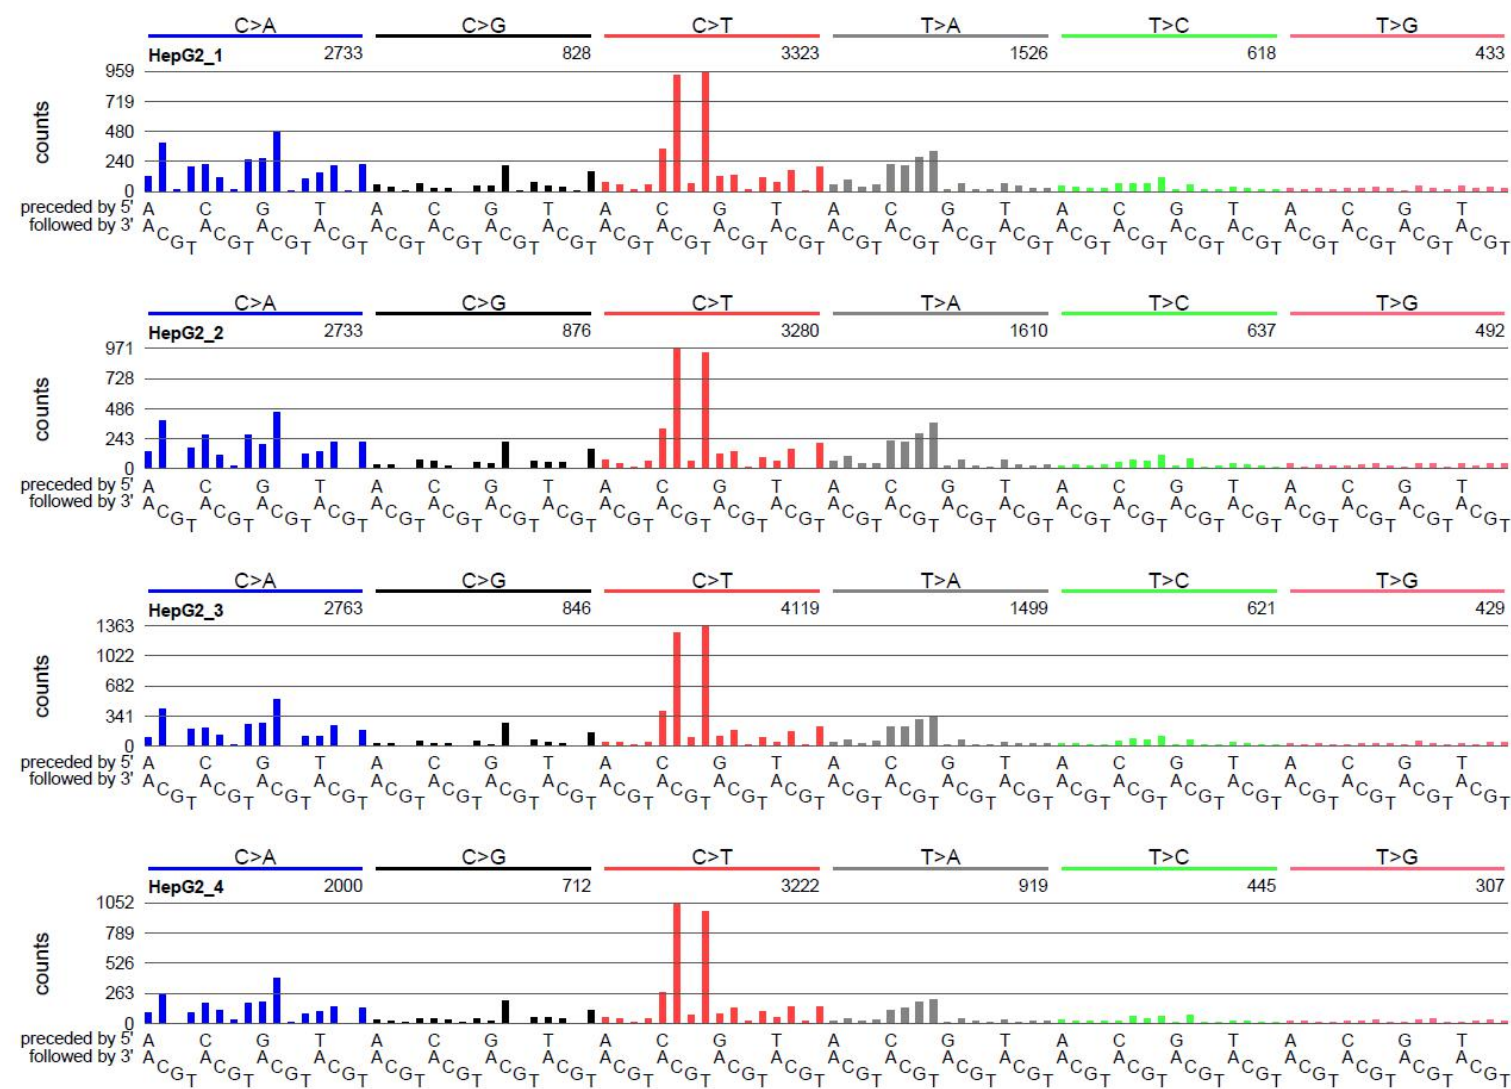 C>A C>G C>T T>A T>C T>G
HepG2_1 2733 828 3323 1526 618 433
959
719
480
240
0
counts
preceded by 5' A C G T A C G T A C G T A C G T A C G T A C G T
followed by 3' A C G T A C G T A C G T A C G T A C G T A C G T A C G T A C G T A C G T A C G T A C G T A C G T A C G T A C G T A C G T A C G T A C G T A C G T A C G T A C G T A C G T A C G T A C G T A C G T
C>A C>G C>T T>A T>C T>G
HepG2_2 2733 876 3280 1610 637 492
971
728
486
243
0
counts
preceded by 5' A C G T A C G T A C G T A C G T A C G T A C G T
followed by 3' A C G T A C G T A C G T A C G T A C G T A C G T A C G T A C G T A C G T A C G T A C G T A C G T A C G T A C G T A C G T A C G T A C G T A C G T A C G T A C G T A C G T A C G T A C G T A C G T
C>A C>G C>T T>A T>C T>G
HepG2_3 2763 846 4119 1499 621 429
1363
1022
682
341
0
counts
preceded by 5' A C G T A C G T A C G T A C G T A C G T A C G T
followed by 3' A C G T A C G T A C G T A C G T A C G T A C G T A C G T A C G T A C G T A C G T A C G T A C G T A C G T A C G T A C G T A C G T A C G T A C G T A C G T A C G T A C G T A C G T A C G T A C G T
C>A C>G C>T T>A T>C T>G
HepG2_4 2000 712 3222 919 445 307
1052
789
526
263
0
counts
preceded by 5' A C G T A C G T A C G T A C G T A C G T A C G T
followed by 3' A C G T A C G T A C G T A C G T A C G T A C G T A C G T A C G T A C G T A C G T A C G T A C G T A C G T A C G T A C G T A C G T A C G T A C G T A C G T A C G T A C G T A C G T A C G T A C G T